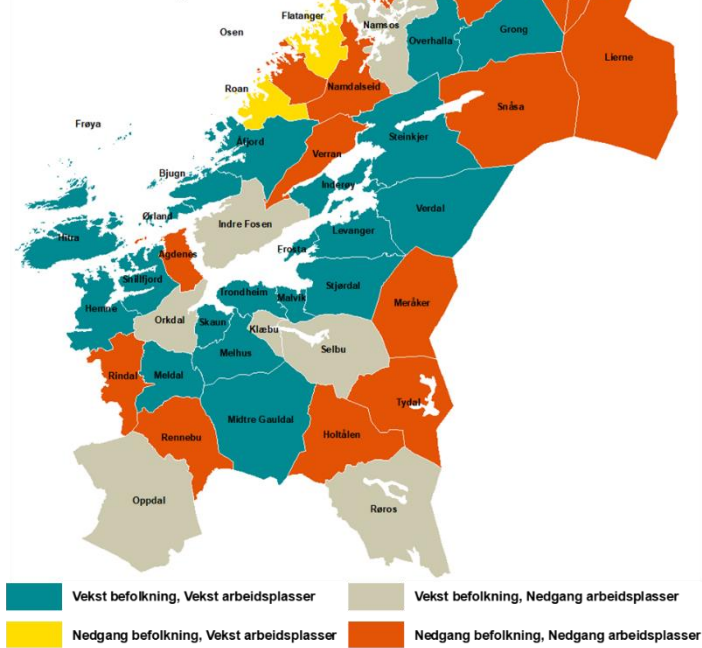 Flatanger
Osen
Namsos
Overhalla
Grong
Lierne
Roan
Namdalseid
Snåsa
Frøya
Åfjord
Verran
Steinkjer
Bjugn
Inderøy
Ørland
Verdal
Indre Fosen
Levanger
Hitra
Agdenes
Frosta
Snillfjord
Trondheim
Malvik
Stjørdal
Meråker
Hemne
Orkdal
Skaun
Klæbu
Selbu
Melhus
Rindal
Meldal
Tydal
Midtre Gauldal
Rennebu
Holtålen
Oppdal
Røros
Vekst befolkning, Vekst arbeidsplasser
Vekst befolkning, Nedgang arbeidsplasser
Nedgang befolkning, Vekst arbeidsplasser
Nedgang befolkning, Nedgang arbeidsplasser